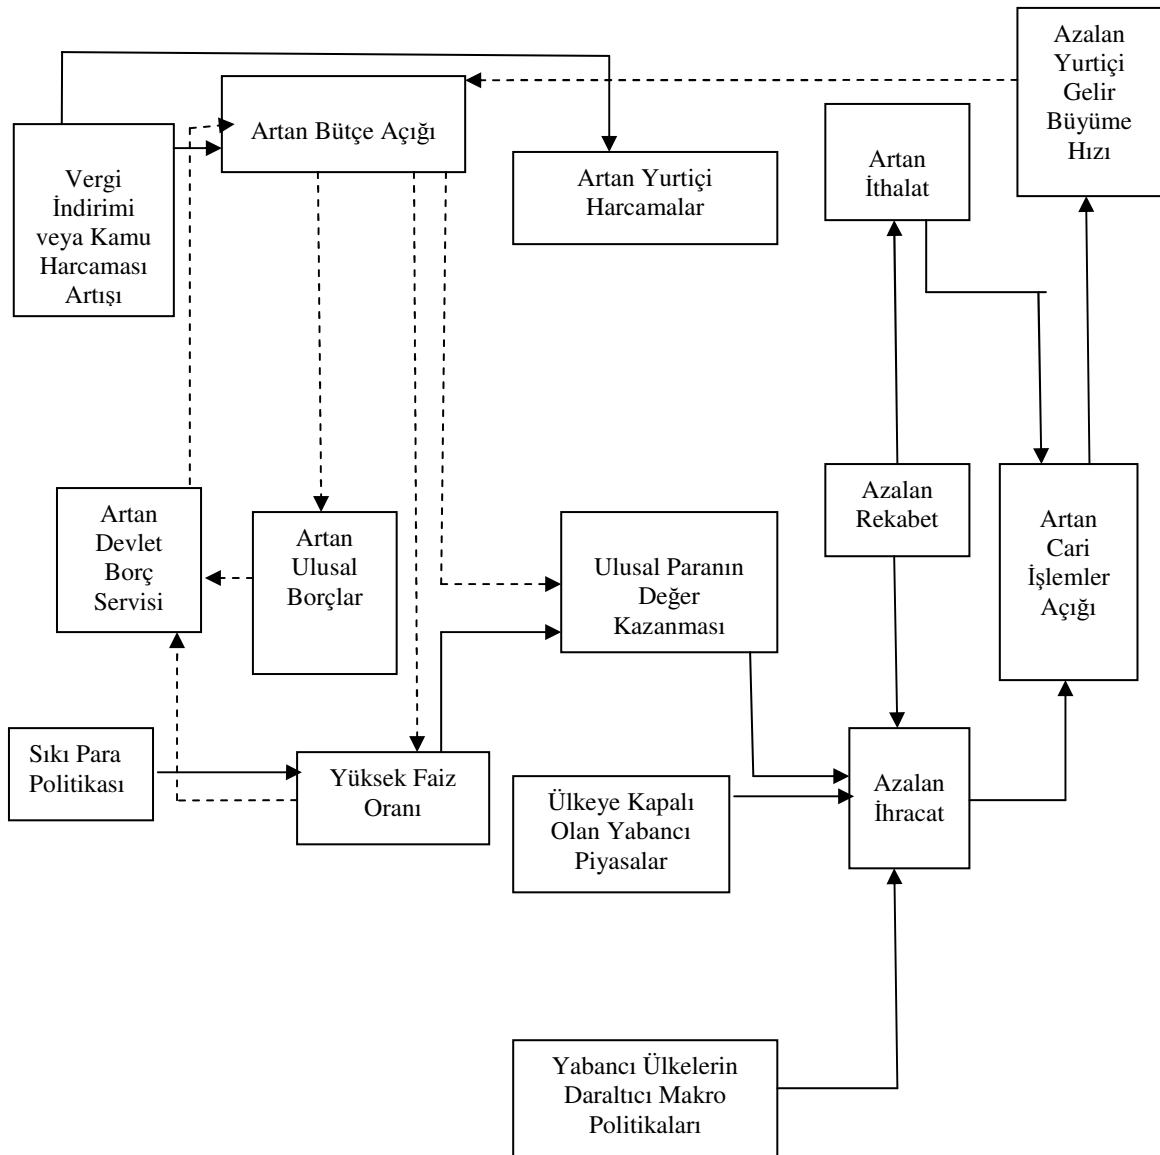 Azalan
Yurtiçi
Gelir
Büyüme
Hızı
Artan Bütçe Açığı
Vergi
İndirimi
veya Kamu
Harcaması
Artışı
Artan Yurtiçi
Harcamalar
Artan
İthalat
Artan
Devlet
Borç
Servisi
Artan
Ulusal
Borçlar
Ulusal Paranın
Değer
Kazanması
Azalan
Rekabet
Artan
Cari
İşlemler
Açığı
Sıkı Para
Politikası
Yüksek Faiz
Oranı
Ülkeye Kapalı
Olan Yabancı
Piyasalar
Azalan
İhracat
Yabancı Ülkelerin
Daraltıcı Makro
Politikaları